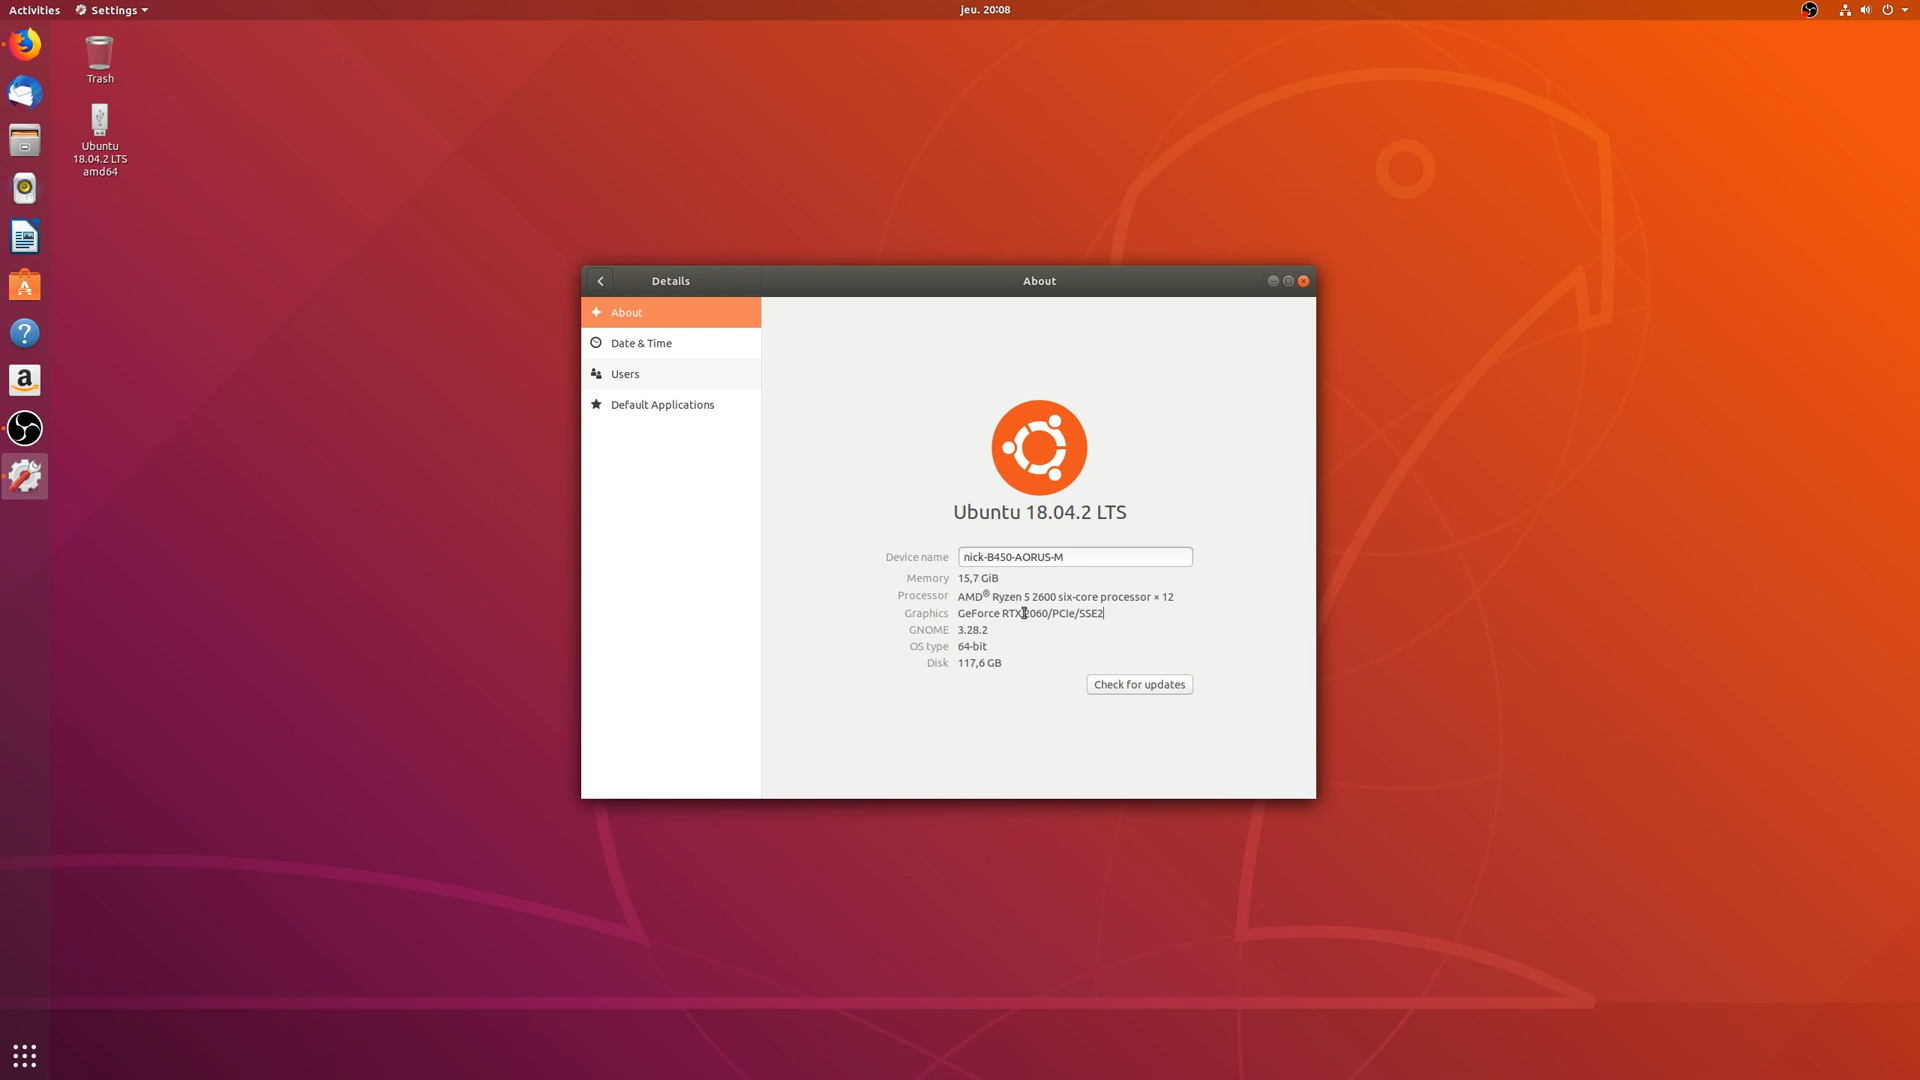 Activities
Settings
jeu. 20:08
Trash
Ubuntu
18.04.2 LTS
amd64
Details
About
About
Date & Time
Users
Default Applications
Ubuntu 18.04.2 LTS
Device name nick-B450-AORUS-M
Memory 15,7 GiB
Processor AMD® Ryzen 5 2600 six-core processor × 12
Graphics GeForce RTX 2060/PCIe/SSE2
GNOME 3.28.2
OS type 64-bit
Disk 117,6 GB
Check for updates